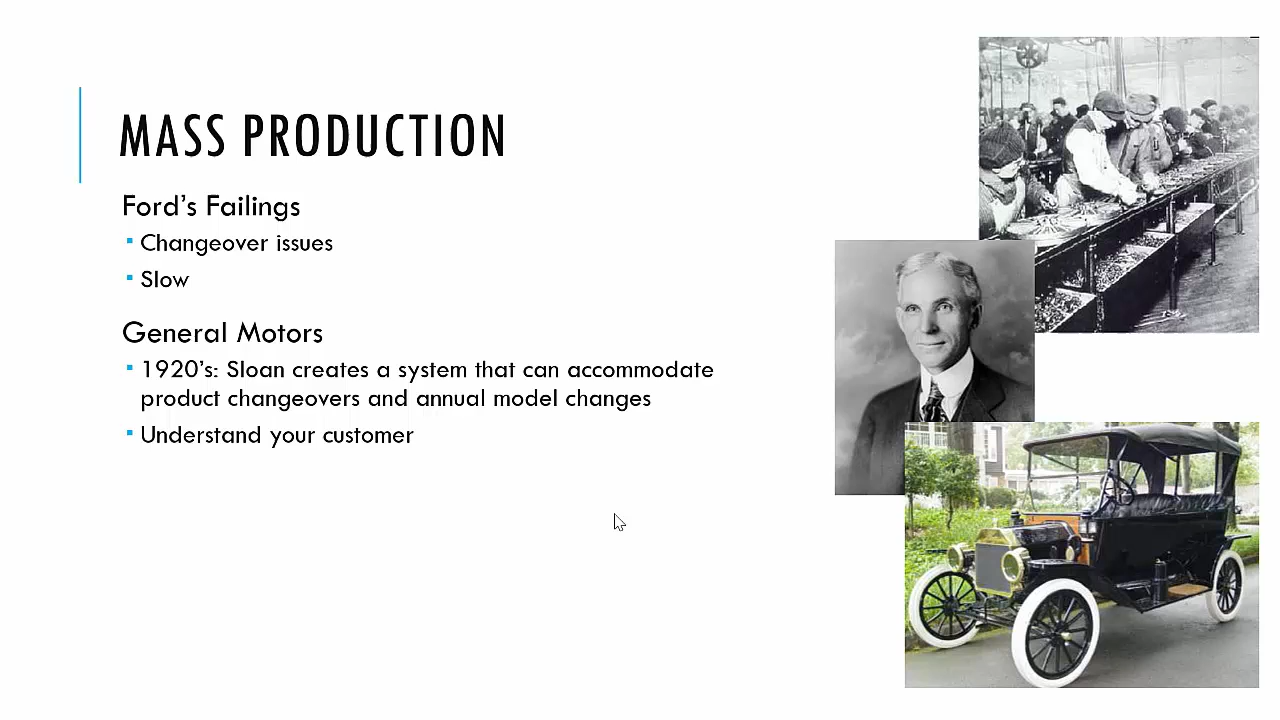 MASS PRODUCTION
Ford’s Failings
▪ Changeover issues
▪ Slow
General Motors
▪ 1920’s: Sloan creates a system that can accommodate
product changeovers and annual model changes
▪ Understand your customer